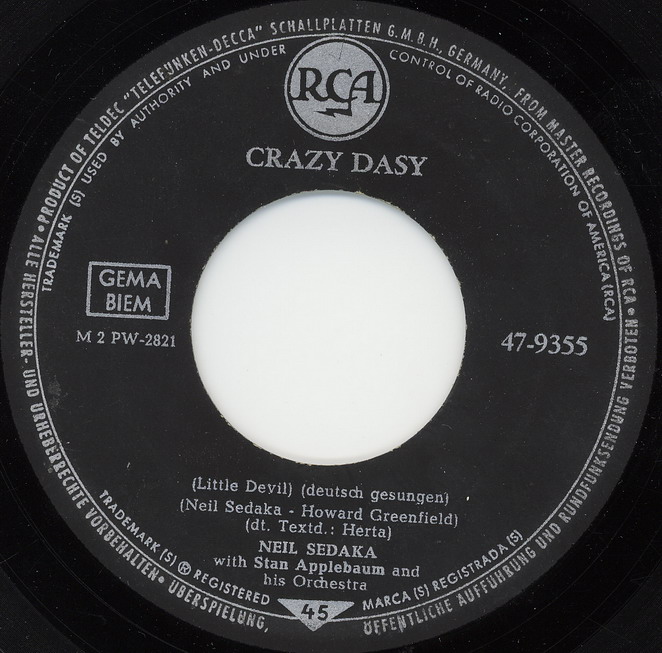 PRODUCT OF TELDEC "TELEFUNKEN-DECCA" SCHALLPLATTEN G.M.B.H., GERMANY, FROM MASTER RECORDINGS OF RCA •
TRADEMARK (S) USED BY AUTHORITY AND UNDER CONTROL OF RADIO CORPORATION OF AMERICA (RCA)
RCA
CRAZY DASY
GEMA
BIEM
M 2 PW-2821
47-9355
(Little Devil) (deutsch gesungen)
(Neil Sedaka - Howard Greenfield)
(dt. Textd.: Herta)
NEIL SEDAKA
with Stan Applebaum and
his Orchestra
TRADEMARK (S) ® REGISTERED
45
MARCA (S) REGISTRADA (S)
• ALLE HERSTELLER- UND URHEBERRECHTE VORBEHALTEN • ÜBERSPIELUNG, ÖFFENTLICHE AUFFÜHRUNG UND RUNDFUNKSENDUNG VERBOTEN